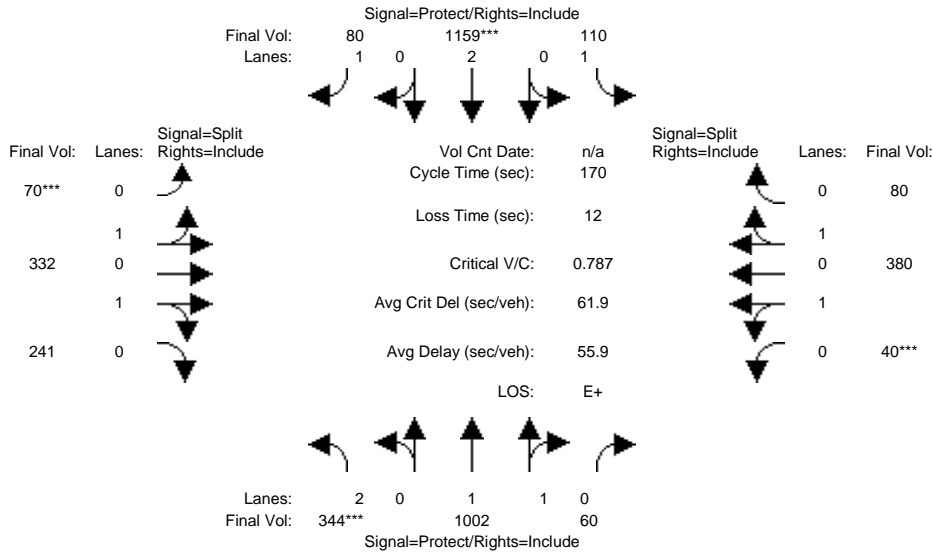 Signal=Protect/Rights=Include
Final Vol: 80 1159*** 110
Lanes: 1 0 2 0 1
Signal=Split
Final Vol: Lanes: Rights=Include
Vol Cnt Date: n/a
Signal=Split
Rights=Include Lanes: Final Vol:
Cycle Time (sec): 170
70*** 0
0 80
Loss Time (sec): 12
1
1
332 0
Critical V/C: 0.787
0 380
1
Avg Crit Del (sec/veh): 61.9
1
241 0
Avg Delay (sec/veh): 55.9
0 40***
LOS: E+
Lanes: 2 0 1 1 0
Final Vol: 344*** 1002 60
Signal=Protect/Rights=Include